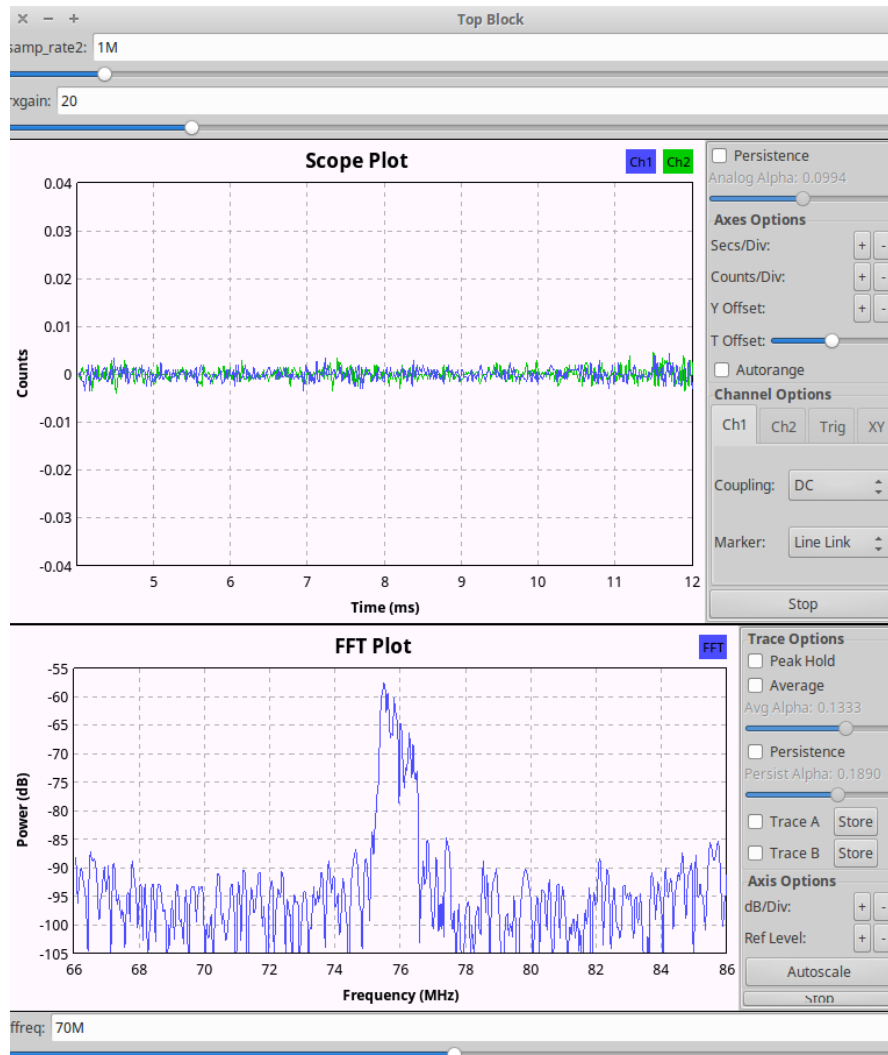 Top Block
samp_rate2: 1M
rxgain: 20
Scope Plot
Ch1 Ch2
0.04
0.03
0.02
0.01
0
-0.01
-0.02
-0.03
-0.04
Counts
5 6 7 8 9 10 11 12
Time (ms)
Persistence
Analog Alpha: 0.0994
Axes Options
Secs/Div: + -
Counts/Div: + -
Y Offset: + -
T Offset:
Autorange
Channel Options
Ch1 Ch2 Trig XY
Coupling: DC
Marker: Line Link
Stop
FFT Plot
FFT
-55
-60
-65
-70
-75
-80
-85
-90
-95
-100
-105
Power (dB)
66 68 70 72 74 76 78 80 82 84 86
Frequency (MHz)
Trace Options
Peak Hold
Average
Avg Alpha: 0.1333
Persistence
Persist Alpha: 0.1890
Trace A Store
Trace B Store
Axis Options
dB/Div: + -
Ref Level: + -
Autoscale
Stop
ffreq: 70M